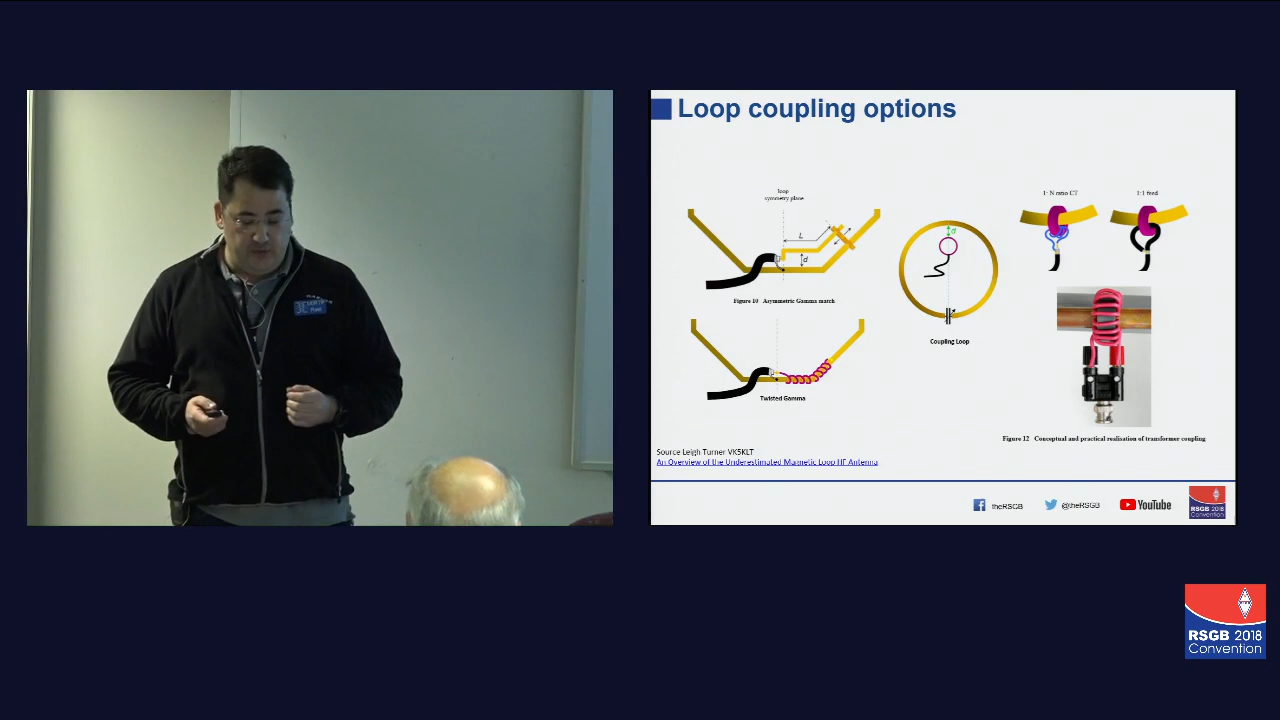 Loop coupling options
loop
symmetry plane
L
d
Figure 10 Asymmetric Gamma match
Twisted Gamma
d
Coupling Loop
1: N ratio CT
1:1 feed
Figure 12 Conceptual and practical realisation of transformer coupling
Source Leigh Turner VK5KLT
An Overview of the Underestimated Magnetic Loop HF Antenna
theRSGB
@theRSGB
YouTube
RSGB 2018
Convention
RSGB 2018
Convention